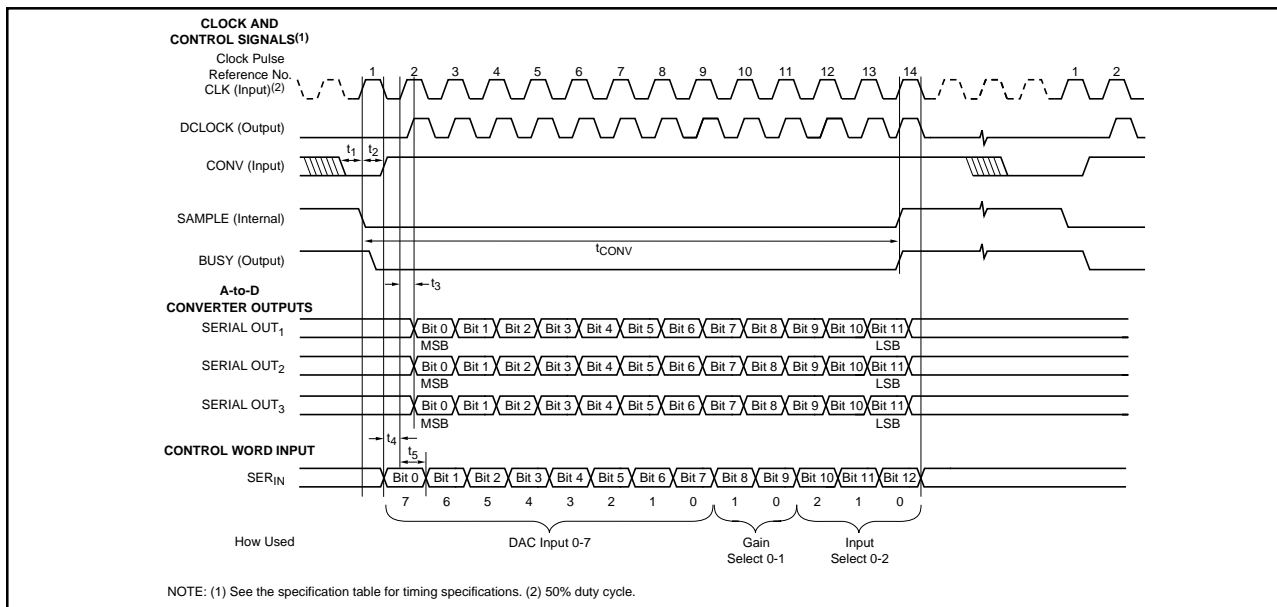 CLOCK AND
CONTROL SIGNALS(1)
Clock Pulse
Reference No.
CLK (Input)(2)
1 2 3 4 5 6 7 8 9 10 11 12 13 14 1 2
DCLOCK (Output)
t1 t2
CONV (Input)
SAMPLE (Internal)
tCONV
BUSY (Output)
t3
A-to-D
CONVERTER OUTPUTS
SERIAL OUT1 Bit 0 Bit 1 Bit 2 Bit 3 Bit 4 Bit 5 Bit 6 Bit 7 Bit 8 Bit 9 Bit 10 Bit 11
MSB LSB
SERIAL OUT2 Bit 0 Bit 1 Bit 2 Bit 3 Bit 4 Bit 5 Bit 6 Bit 7 Bit 8 Bit 9 Bit 10 Bit 11
MSB LSB
SERIAL OUT3 Bit 0 Bit 1 Bit 2 Bit 3 Bit 4 Bit 5 Bit 6 Bit 7 Bit 8 Bit 9 Bit 10 Bit 11
MSB LSB
t4
CONTROL WORD INPUT
t5
SERIN Bit 0 Bit 1 Bit 2 Bit 3 Bit 4 Bit 5 Bit 6 Bit 7 Bit 8 Bit 9 Bit 10 Bit 11 Bit 12
7 6 5 4 3 2 1 0 1 0 2 1 0
How Used
DAC Input 0-7
Gain
Select 0-1
Input
Select 0-2
NOTE: (1) See the specification table for timing specifications. (2) 50% duty cycle.